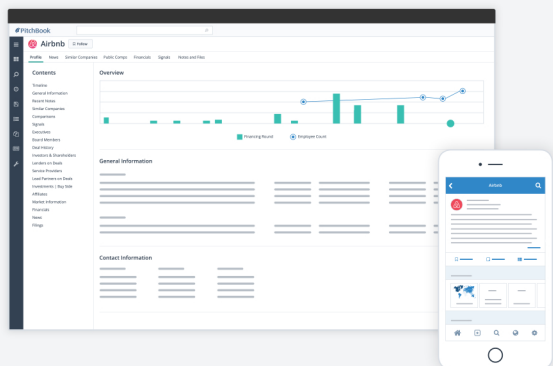 PitchBook
Airbnb
Follow
Profile News Similar Companies Public Comps Financials Signals Notes and Files
Contents
Timeline
General Information
Recent News
Similar Companies
Comparisons
Signals
Executives
Board Members
Deal History
Investors & Shareholders
Lenders on Deals
Service Providers
Lead Partners on Deals
Investments | Buy Side
Affiliates
Market Information
Financials
News
Filings
Overview
Financing Round Employee Count
General Information
Contact Information
Airbnb